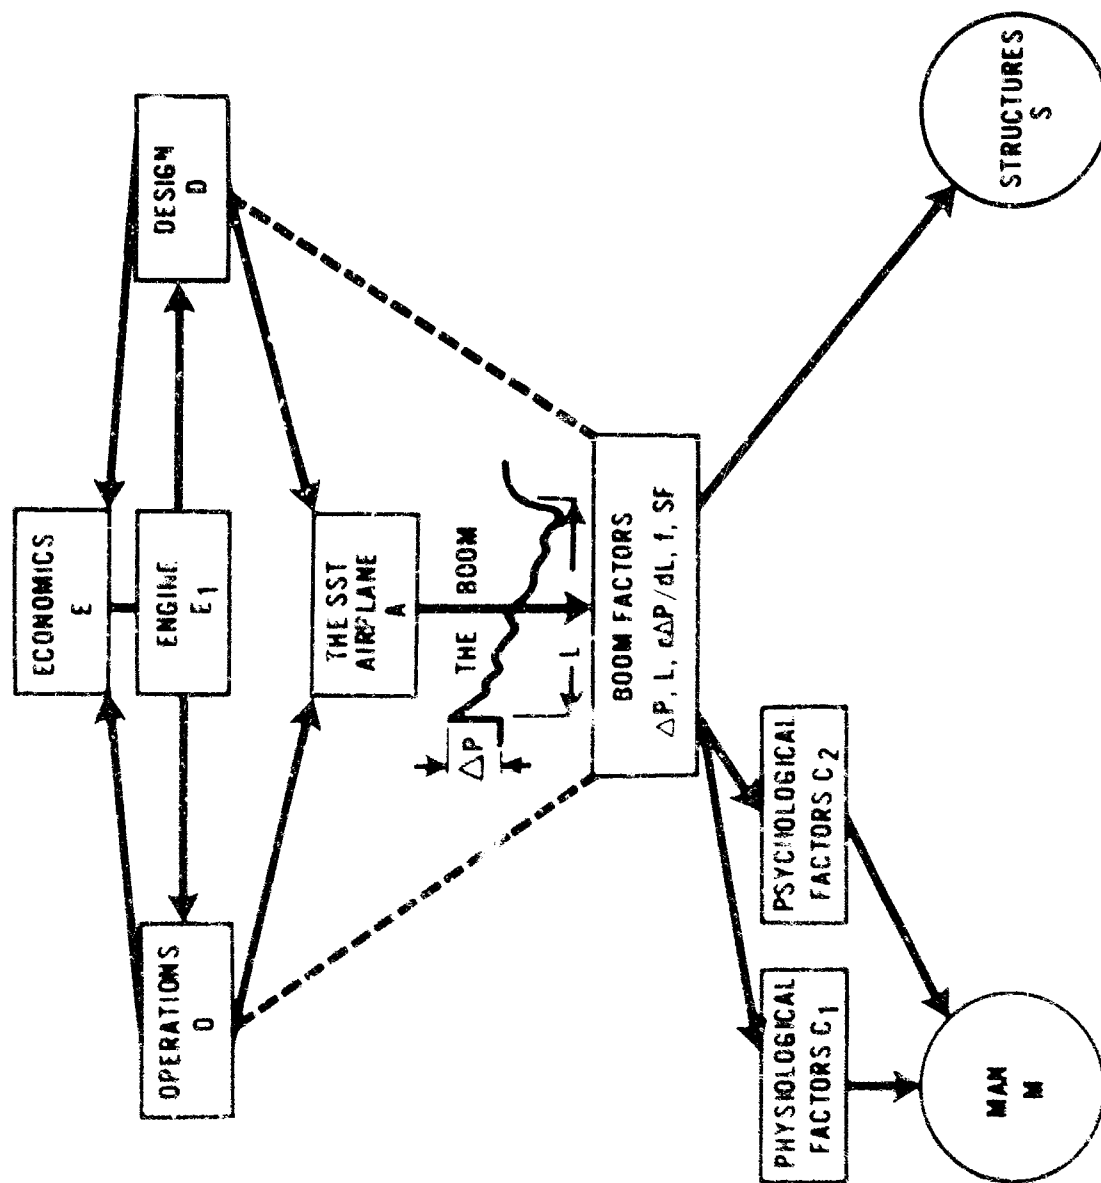 ECONOMICS
E
ENGINE
E1
OPERATIONS
O
DESIGN
D
THE SST
AIRPLANE
A
THE BOOM
ΔP
L
BOOM FACTORS
ΔP, L, dΔP/dL, f, SF
PHYSIOLOGICAL
FACTORS C1
PSYCHOLOGICAL
FACTORS C2
MAN
M
STRUCTURES
S